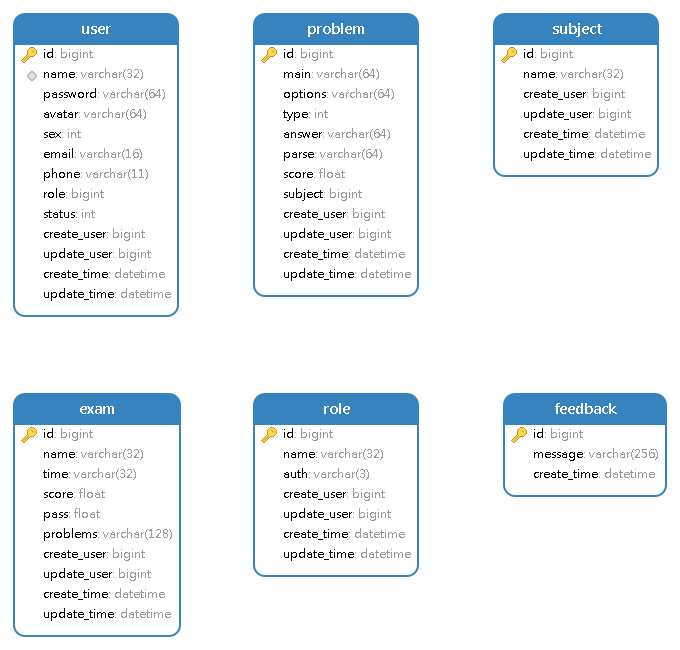 user
id: bigint
name: varchar(32)
password: varchar(64)
avatar: varchar(64)
sex: int
email: varchar(16)
phone: varchar(11)
role: bigint
status: int
create_user: bigint
update_user: bigint
create_time: datetime
update_time: datetime
problem
id: bigint
main: varchar(64)
options: varchar(64)
type: int
answer: varchar(64)
parse: varchar(64)
score: float
subject: bigint
create_user: bigint
update_user: bigint
create_time: datetime
update_time: datetime
subject
id: bigint
name: varchar(32)
create_user: bigint
update_user: bigint
create_time: datetime
update_time: datetime
exam
id: bigint
name: varchar(32)
time: varchar(32)
score: float
pass: float
problems: varchar(128)
create_user: bigint
update_user: bigint
create_time: datetime
update_time: datetime
role
id: bigint
name: varchar(32)
auth: varchar(3)
create_user: bigint
update_user: bigint
create_time: datetime
update_time: datetime
feedback
id: bigint
message: varchar(256)
create_time: datetime